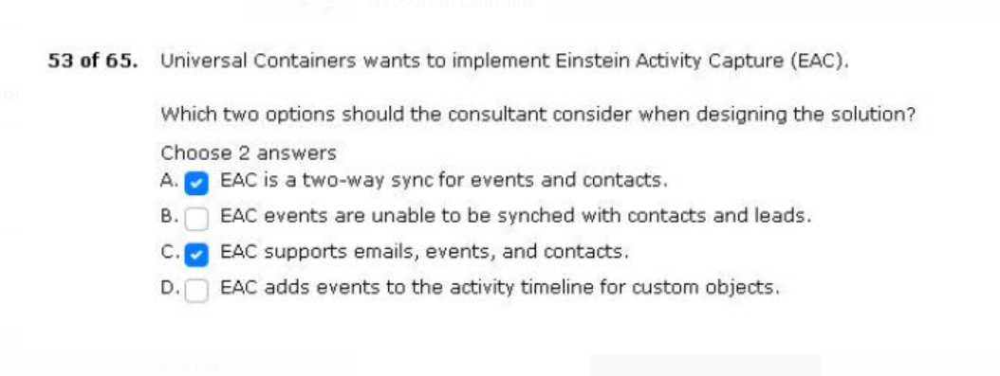 53 of 65. Universal Containers wants to implement Einstein Activity Capture (EAC).
Which two options should the consultant consider when designing the solution?
Choose 2 answers
A. EAC is a two-way sync for events and contacts.
B. EAC events are unable to be synched with contacts and leads.
C. EAC supports emails, events, and contacts.
D. EAC adds events to the activity timeline for custom objects.